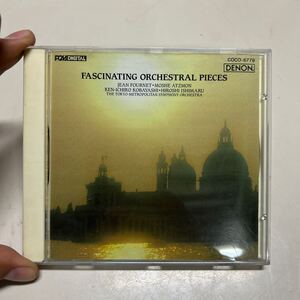 PCM DIGITAL
COCO-6779
DENON
FASCINATING ORCHESTRAL PIECES
JEAN FOURNET • MOSHE ATZMON
KEN-ICHIRO KOBAYASHI • HIROSHI ISHIMARU
THE TOKYO METROPOLITAN SYMPHONY ORCHESTRA